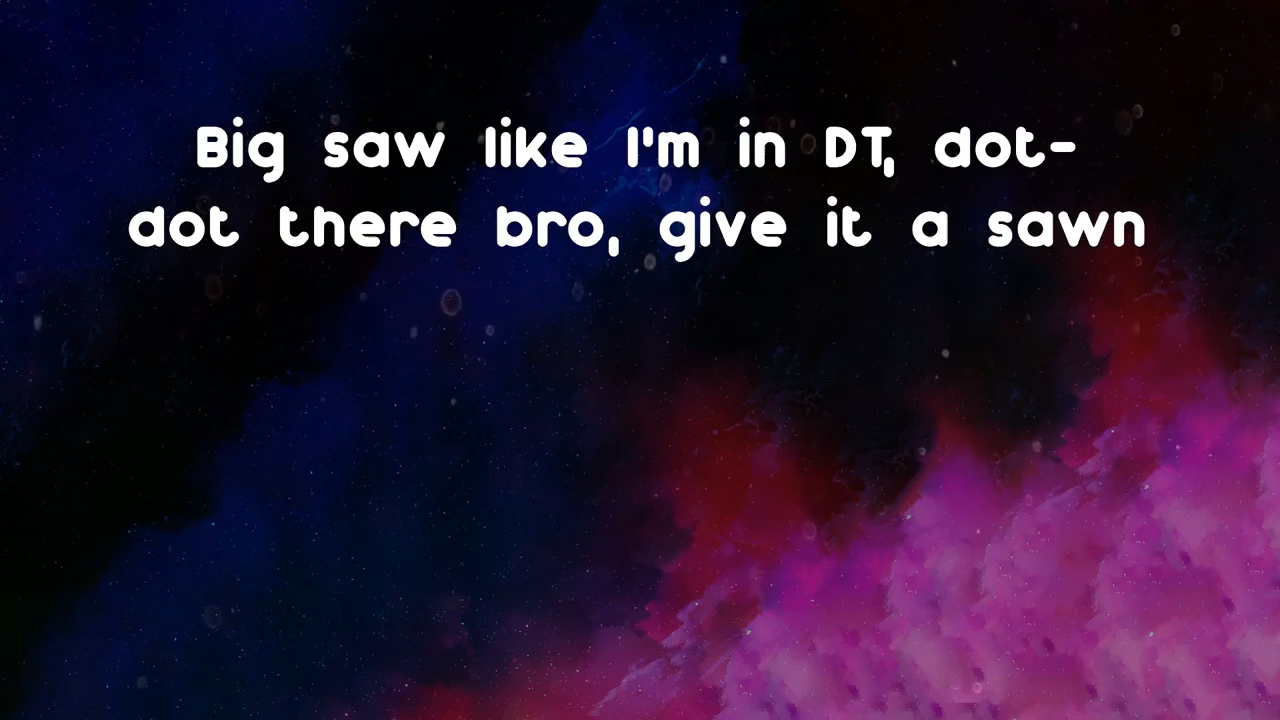 Big saw like I'm in DT, dot-
dot there bro, give it a sawn